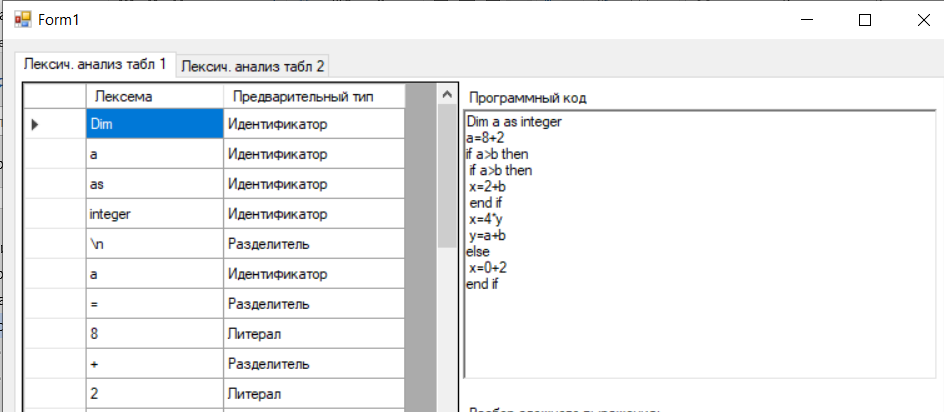 Form1
Лексич. анализ табл 1 Лексич. анализ табл 2
Лексема Предварительный тип
Dim Идентификатор
a Идентификатор
as Идентификатор
integer Идентификатор
\n Разделитель
a Идентификатор
= Разделитель
8 Литерал
+ Разделитель
2 Литерал
Программный код
Dim a as integer
a=8+2
if a>b then
if a>b then
x=2+b
end if
x=4*y
y=a+b
else
x=0+2
end if